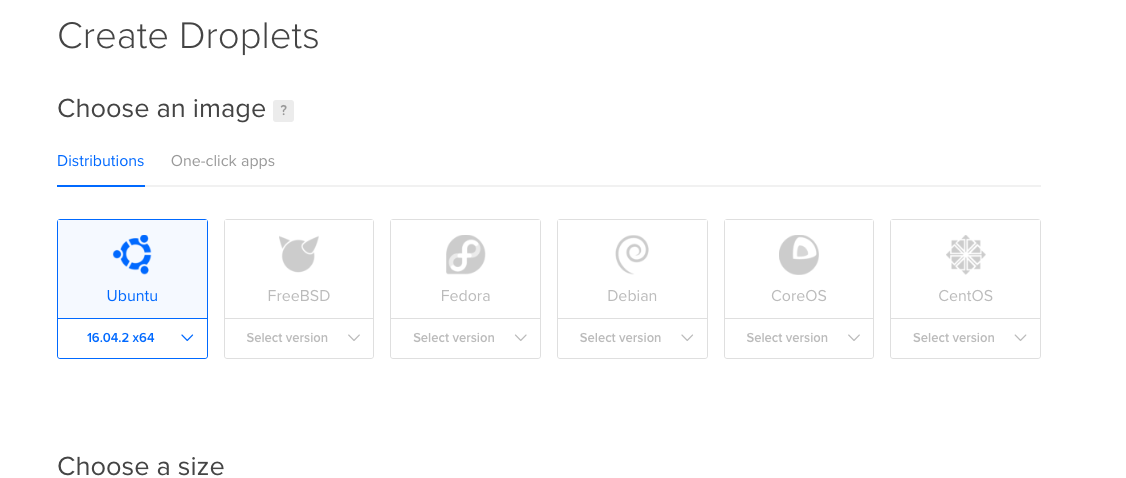 Create Droplets
Choose an image ?
Distributions One-click apps
Ubuntu FreeBSD Fedora Debian CoreOS CentOS
16.04.2 x64 Select version Select version Select version Select version Select version
Choose a size